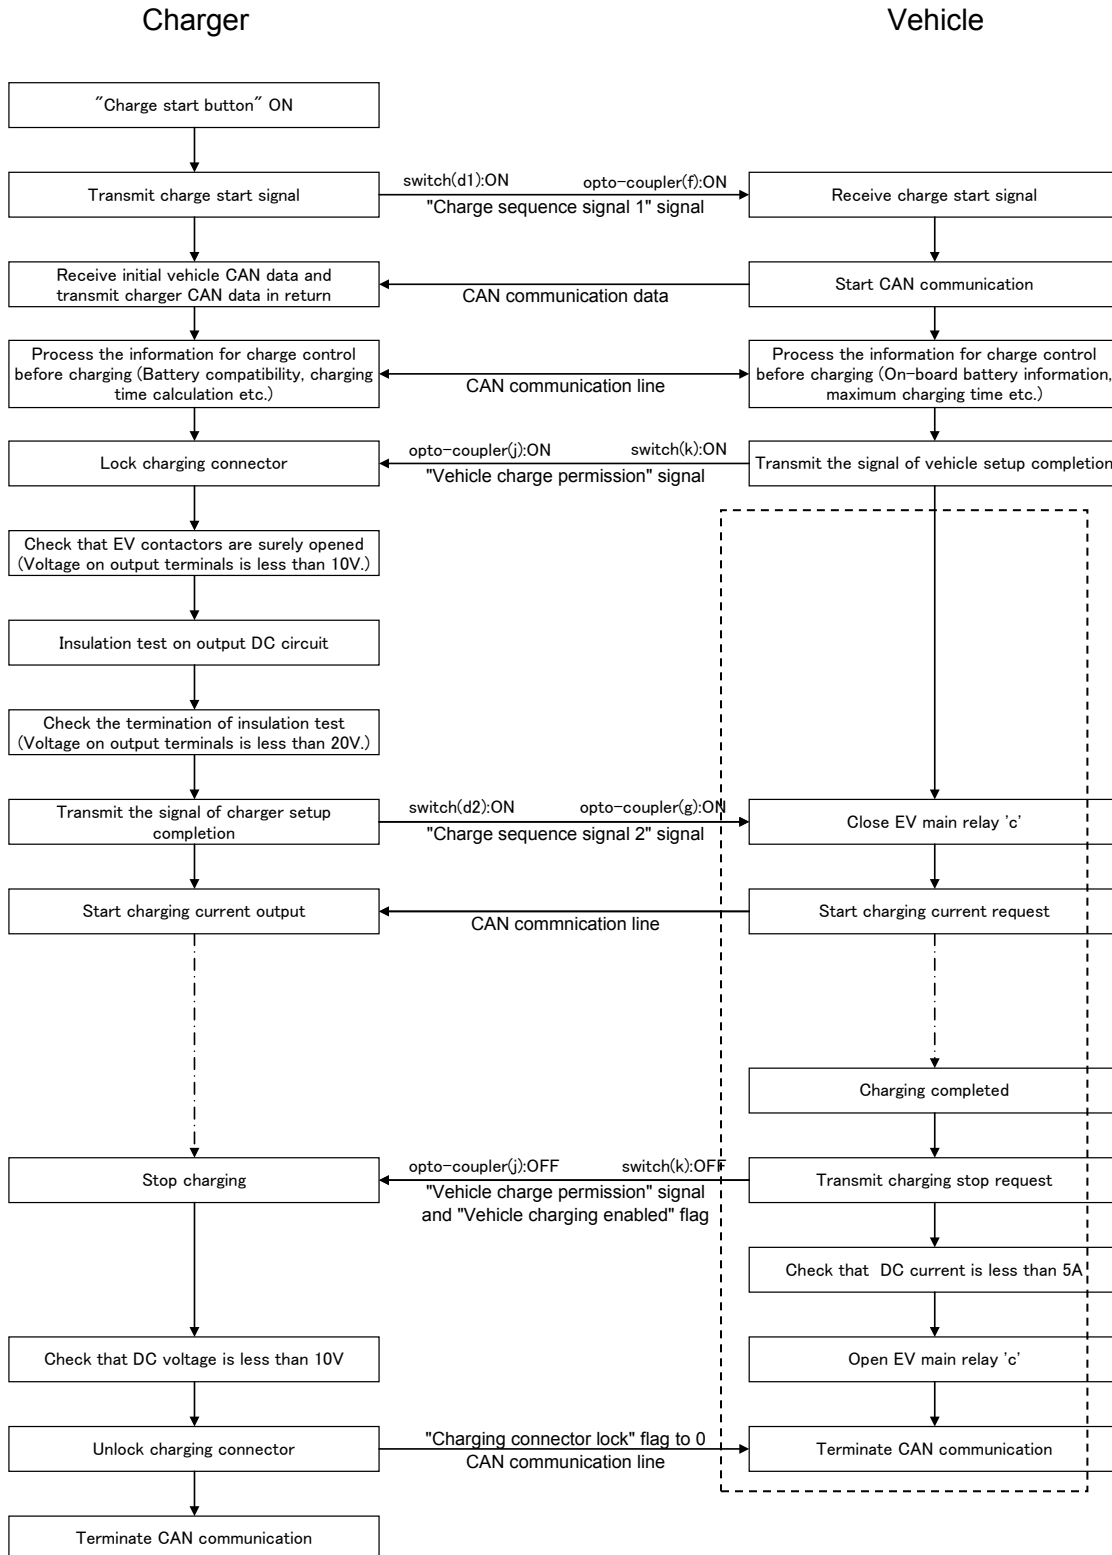 Charger
Vehicle
"Charge start button" ON
Transmit charge start signal
switch(d1):ON
opto-coupler(f):ON
"Charge sequence signal 1" signal
Receive charge start signal
Receive initial vehicle CAN data and
transmit charger CAN data in return
CAN communication data
Start CAN communication
Process the information for charge control
before charging (Battery compatibility, charging
time calculation etc.)
CAN communication line
Process the information for charge control
before charging (On-board battery information,
maximum charging time etc.)
Lock charging connector
opto-coupler(j):ON
switch(k):ON
"Vehicle charge permission" signal
Transmit the signal of vehicle setup completion
Check that EV contactors are surely opened
(Voltage on output terminals is less than 10V.)
Insulation test on output DC circuit
Check the termination of insulation test
(Voltage on output terminals is less than 20V.)
Transmit the signal of charger setup
completion
switch(d2):ON
opto-coupler(g):ON
"Charge sequence signal 2" signal
Close EV main relay 'c'
Start charging current output
CAN commnication line
Start charging current request
Charging completed
Stop charging
opto-coupler(j):OFF
switch(k):OFF
"Vehicle charge permission" signal
and "Vehicle charging enabled" flag
Transmit charging stop request
Check that  DC current is less than 5A
Check that DC voltage is less than 10V
Open EV main relay 'c'
Unlock charging connector
"Charging connector lock" flag to 0
CAN communication line
Terminate CAN communication
Terminate CAN communication